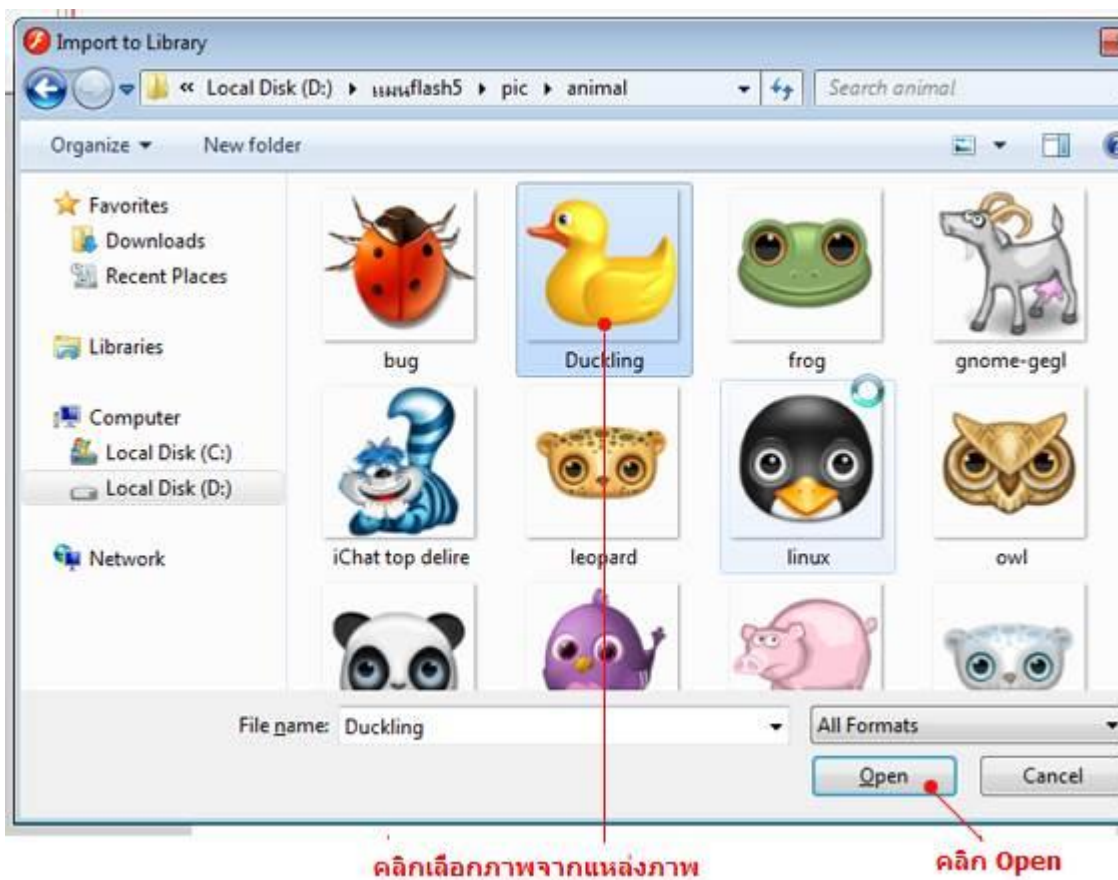 Import to Library
« Local Disk (D:) ▸ แผนflash5 ▸ pic ▸ animal
Search animal
Organize
New folder
Favorites
Downloads
Recent Places
Libraries
Computer
Local Disk (C:)
Local Disk (D:)
Network
bug
Duckling
frog
gnome-gegl
iChat top delire
leopard
linux
owl
File name: Duckling
All Formats
Open
Cancel
คลิกเลือกภาพจากแหล่งภาพ
คลิก Open